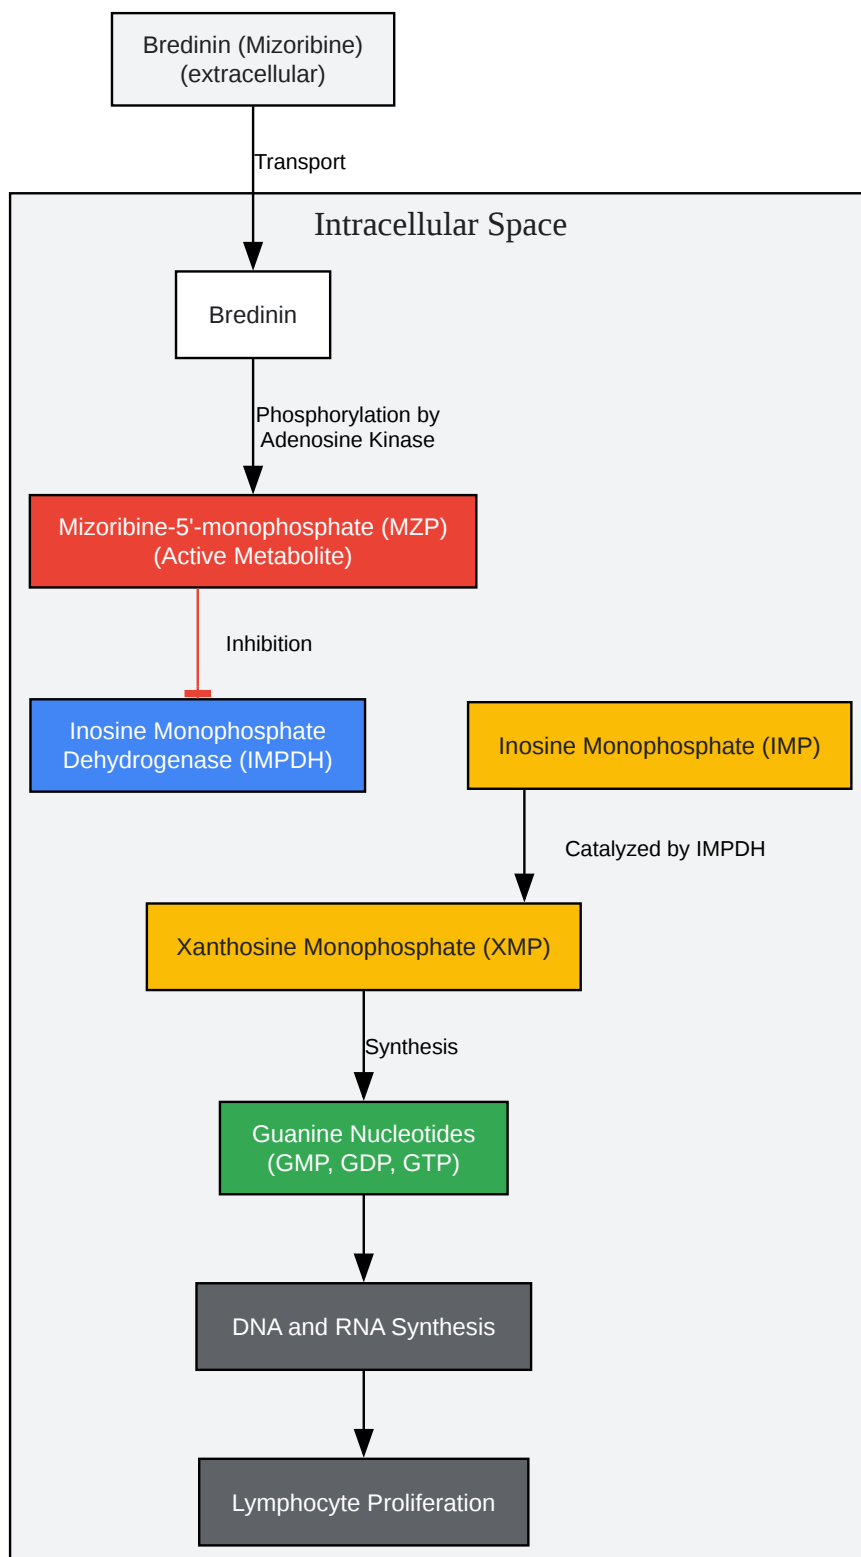 Bredinin (Mizoribine)
(extracellular)
Transport
Intracellular Space
Bredinin
Phosphorylation by
Adenosine Kinase
Mizoribine-5'-monophosphate (MZP)
(Active Metabolite)
Inhibition
Inosine Monophosphate
Dehydrogenase (IMPDH)
Inosine Monophosphate (IMP)
Catalyzed by IMPDH
Xanthosine Monophosphate (XMP)
Synthesis
Guanine Nucleotides
(GMP, GDP, GTP)
DNA and RNA Synthesis
Lymphocyte Proliferation